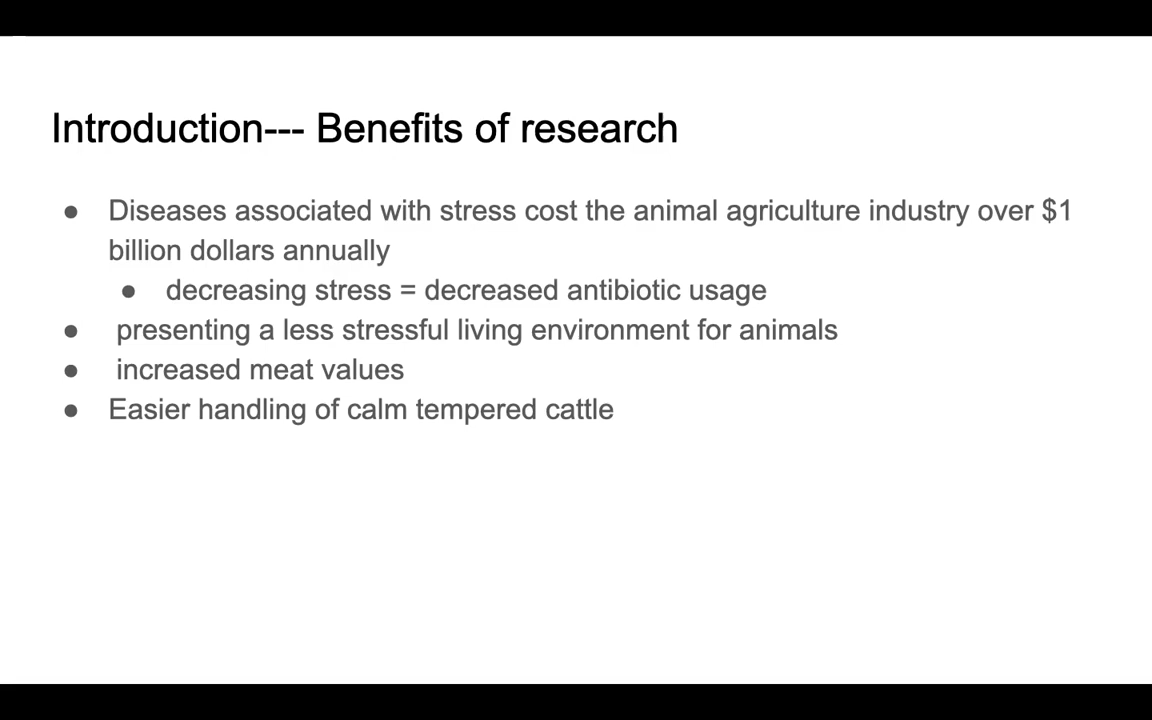 Introduction--- Benefits of research
● Diseases associated with stress cost the animal agriculture industry over $1
billion dollars annually
● decreasing stress = decreased antibiotic usage
● presenting a less stressful living environment for animals
● increased meat values
● Easier handling of calm tempered cattle